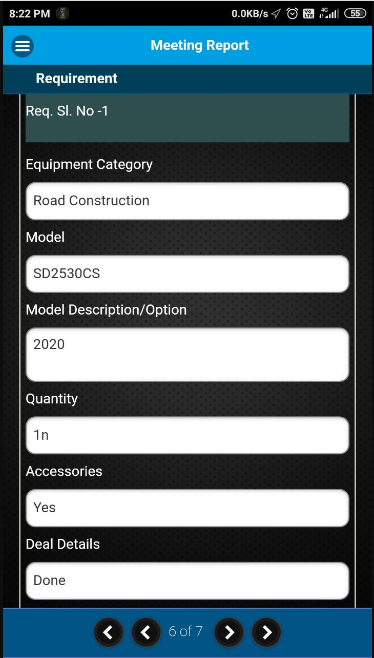 8:22 PM 0.0KB/s 4G 55
Meeting Report
Requirement
Req. Sl. No -1
Equipment Category
Road Construction
Model
SD2530CS
Model Description/Option
2020
Quantity
1n
Accessories
Yes
Deal Details
Done
6 of 7